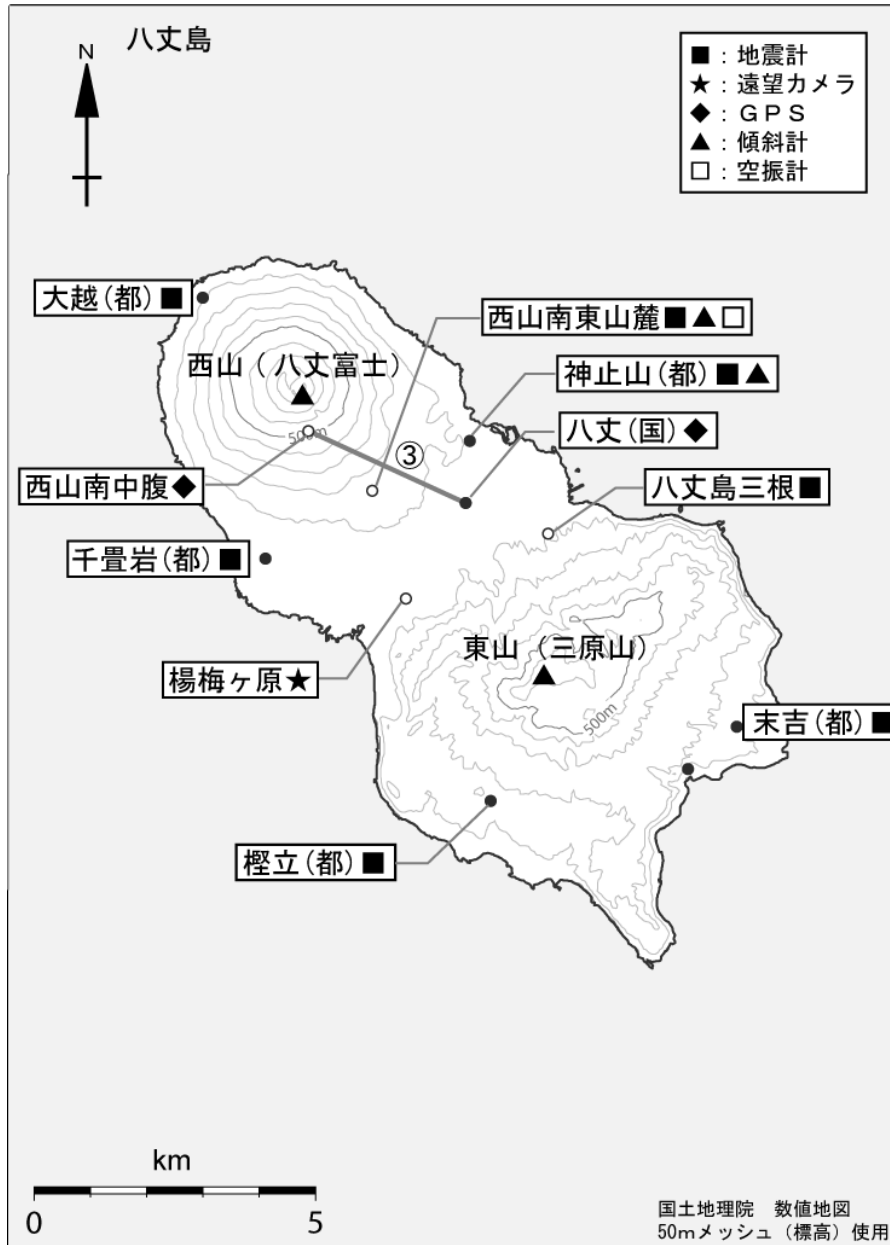 八丈島
N
■：地震計
★：遠望カメラ
◆：ＧＰＳ
▲：傾斜計
□：空振計
大越(都)■
西山南東山麓■▲□
西山（八丈富士）
神止山(都)■▲
500m
③
八丈(国)◆
西山南中腹◆
八丈島三根■
千畳岩(都)■
東山（三原山）
楊梅ヶ原★
500m
末吉(都)■
樫立(都)■
km
0 5
国土地理院　数値地図
50mメッシュ（標高）使用